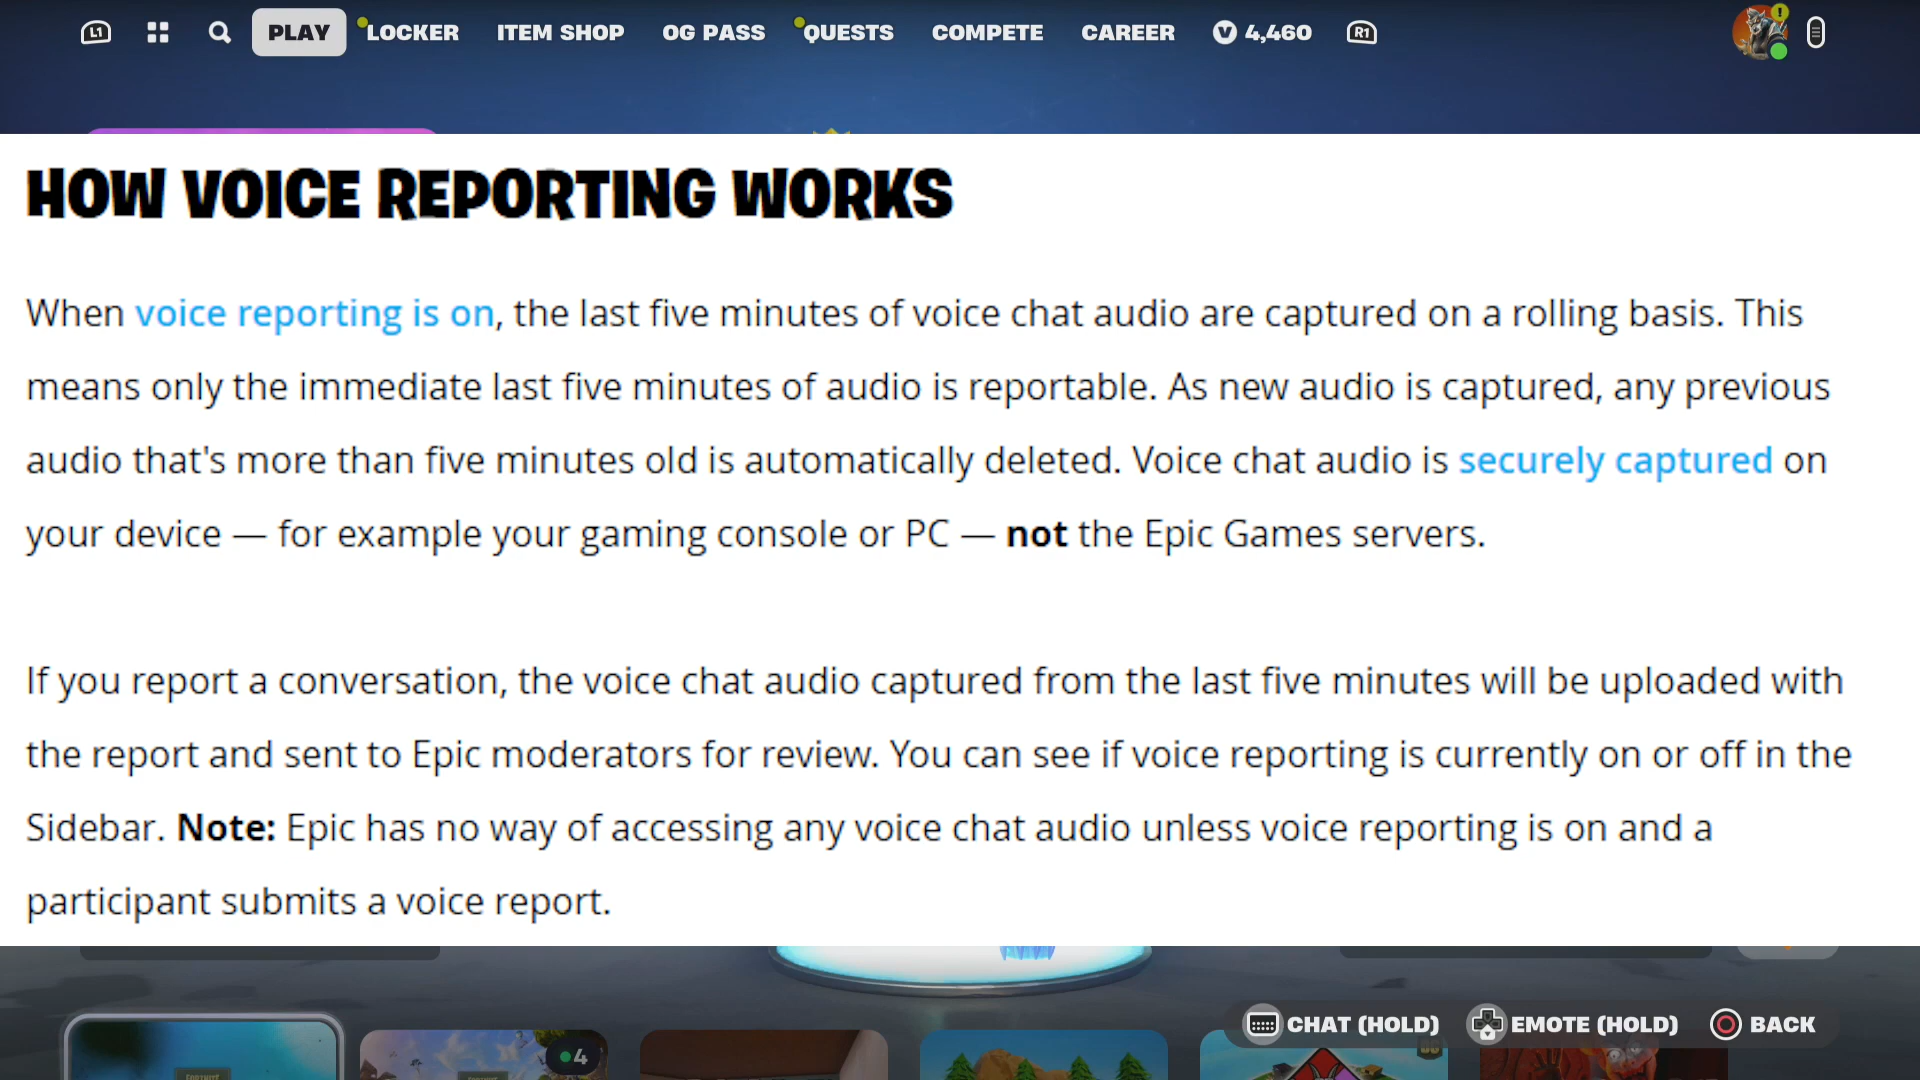 L1 PLAY LOCKER ITEM SHOP OG PASS QUESTS COMPETE CAREER V 4,460 R1 !
HOW VOICE REPORTING WORKS
When voice reporting is on, the last five minutes of voice chat audio are captured on a rolling basis. This
means only the immediate last five minutes of audio is reportable. As new audio is captured, any previous
audio that's more than five minutes old is automatically deleted. Voice chat audio is securely captured on
your device — for example your gaming console or PC — not the Epic Games servers.
If you report a conversation, the voice chat audio captured from the last five minutes will be uploaded with
the report and sent to Epic moderators for review. You can see if voice reporting is currently on or off in the
Sidebar. Note: Epic has no way of accessing any voice chat audio unless voice reporting is on and a
participant submits a voice report.
CHAT (HOLD) EMOTE (HOLD) BACK
4